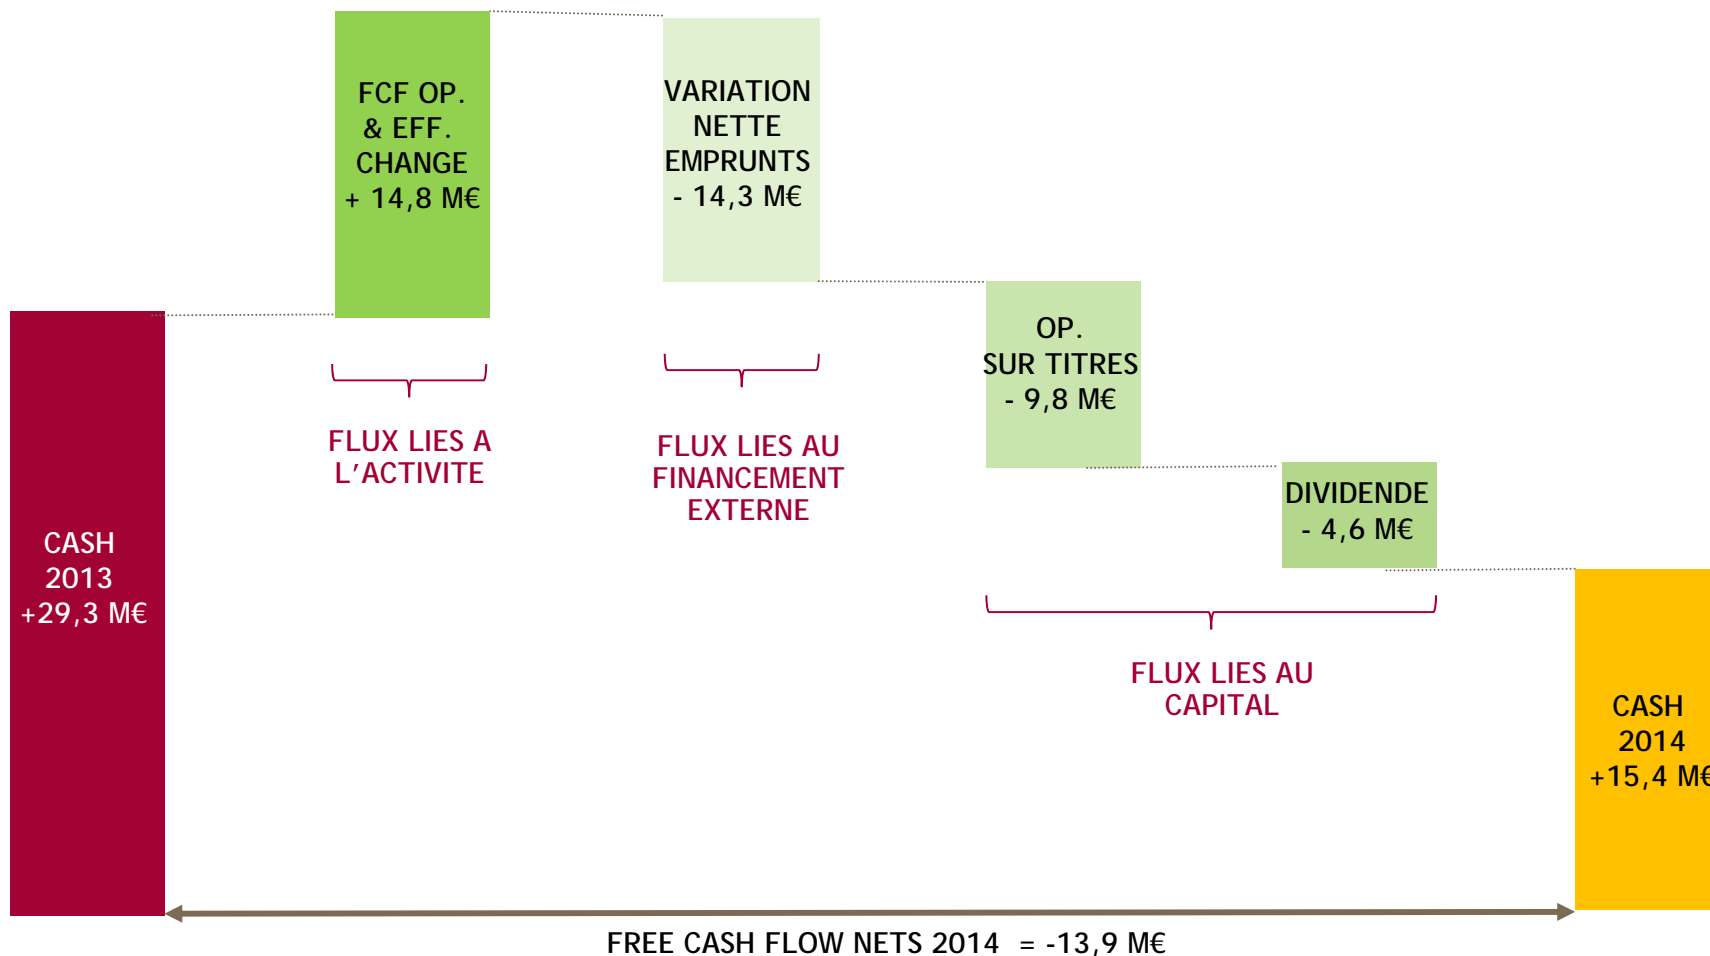 FCF OP.
& EFF.
CHANGE
+ 14,8 M€
VARIATION
NETTE
EMPRUNTS
- 14,3 M€
OP.
SUR TITRES
- 9,8 M€
DIVIDENDE
- 4,6 M€
FLUX LIES A
L’ACTIVITE
FLUX LIES AU
FINANCEMENT
EXTERNE
FLUX LIES AU
CAPITAL
CASH
2013
+29,3 M€
CASH
2014
+15,4 M€
FREE CASH FLOW NETS 2014 = -13,9 M€